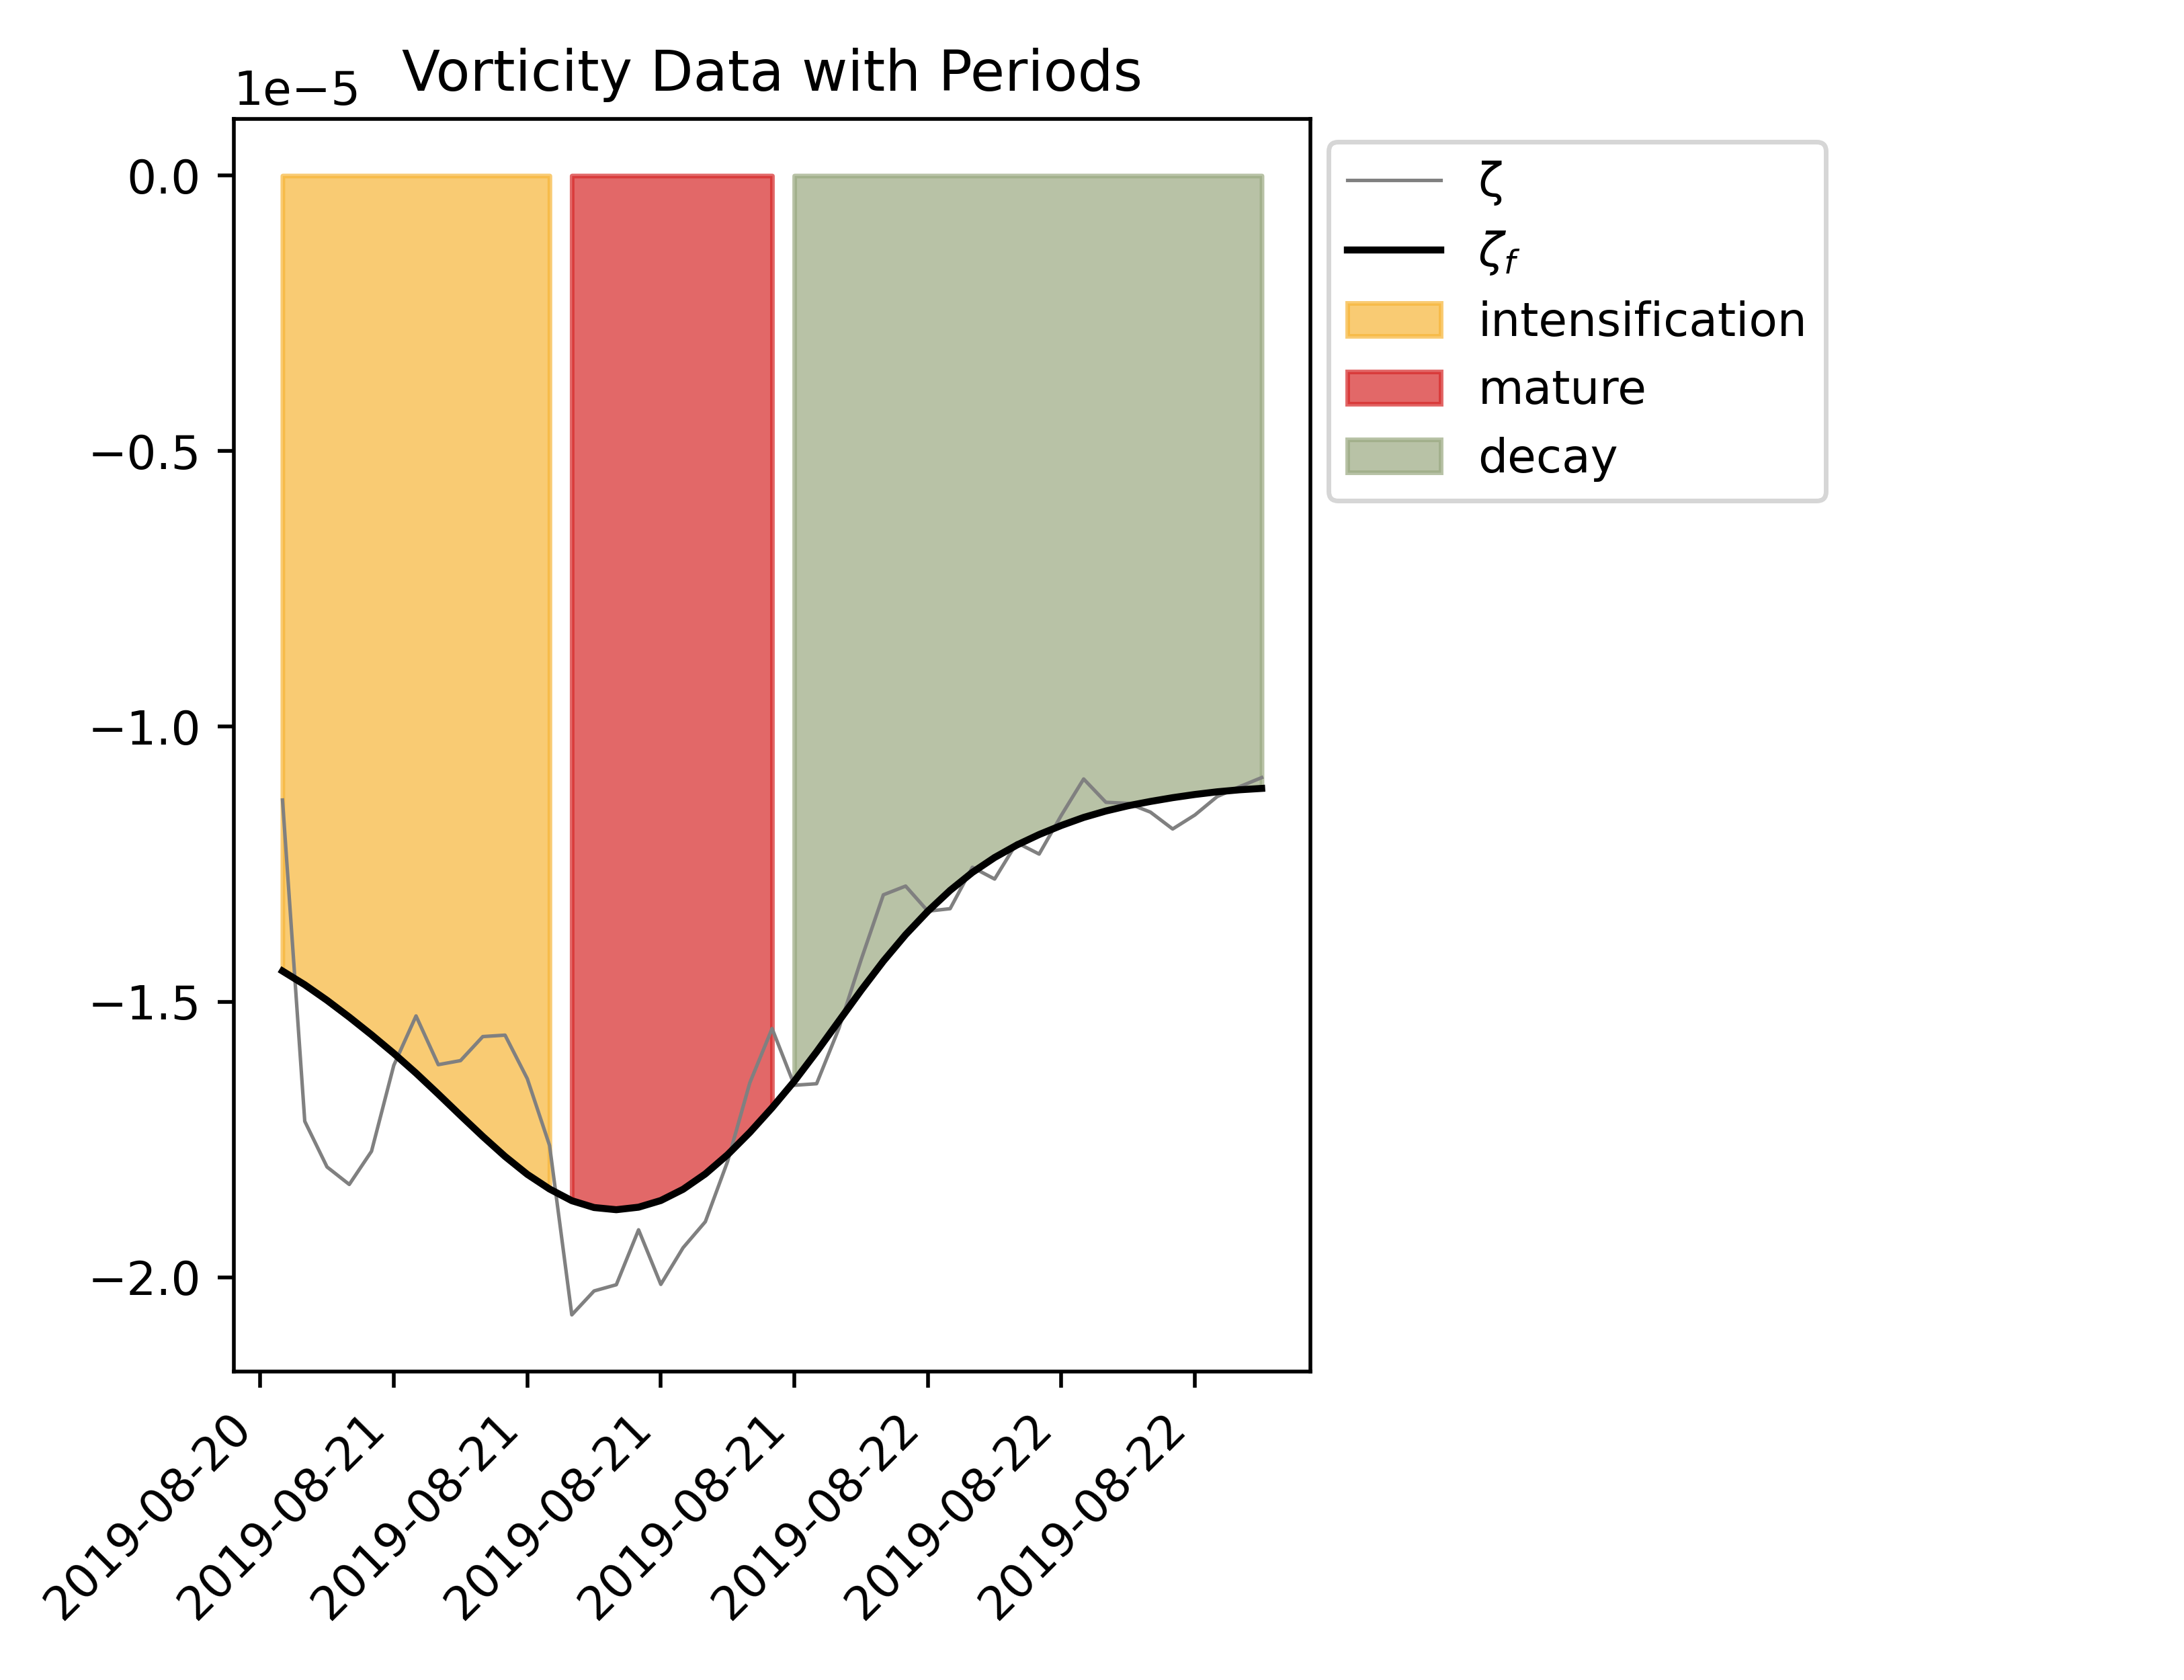 Vorticity Data with Periods
1e−5
0.0
−0.5
−1.0
−1.5
−2.0
2019-08-20
2019-08-21
2019-08-21
2019-08-21
2019-08-21
2019-08-22
2019-08-22
2019-08-22
ζ
ζf
intensification
mature
decay